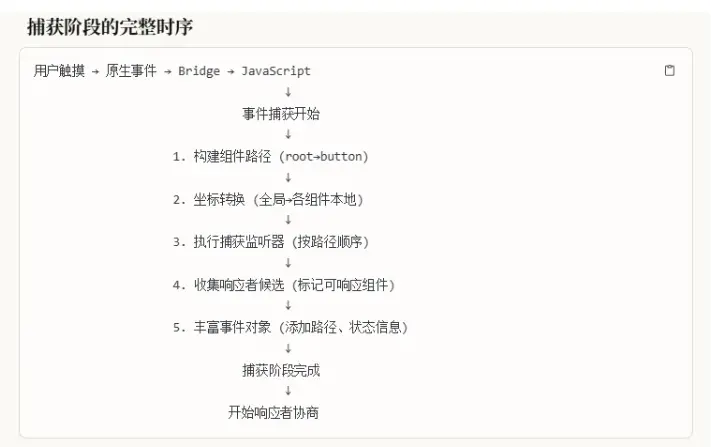 捕获阶段的完整时序
用户触摸 → 原生事件 → Bridge → JavaScript
↓
事件捕获开始
↓
1. 构建组件路径 (root→button)
↓
2. 坐标转换 (全局→各组件本地)
↓
3. 执行捕获监听器 (按路径顺序)
↓
4. 收集响应者候选 (标记可响应组件)
↓
5. 丰富事件对象 (添加路径、状态信息)
↓
捕获阶段完成
↓
开始响应者协商